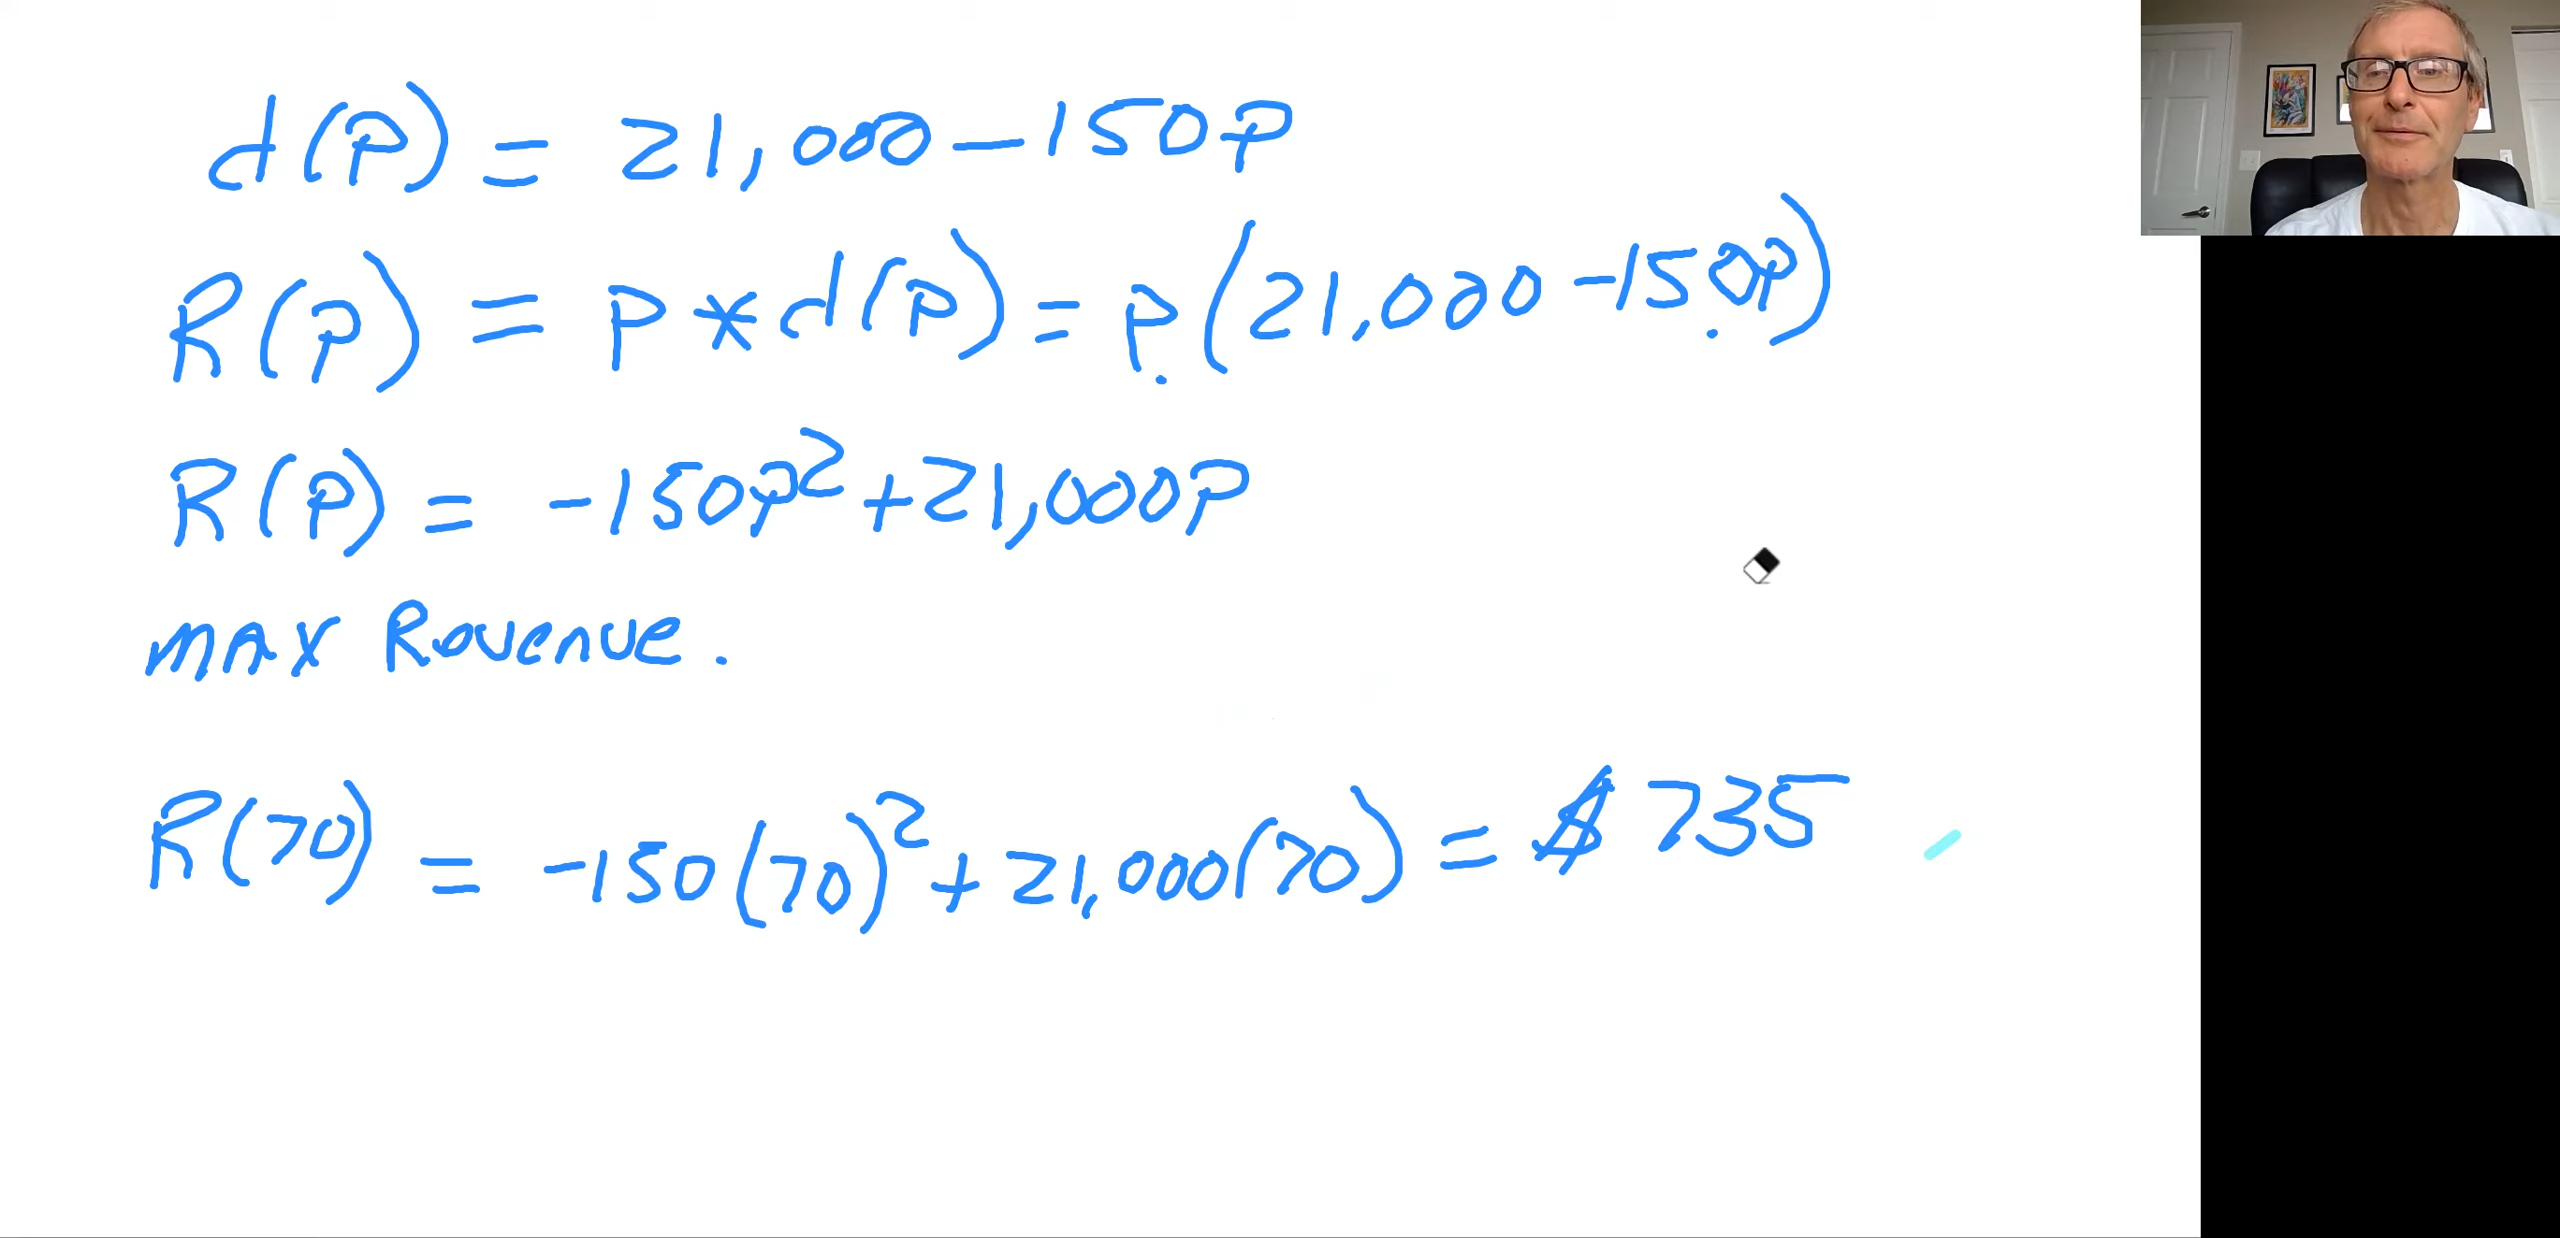 d(p) = 21,000 - 150p
R(p) = p * d(p) = p(21,000 - 150p)
R(p) = -150p² + 21,000p
MAX Revenue.
R(70) = -150(70)² + 21,000(70) = $735